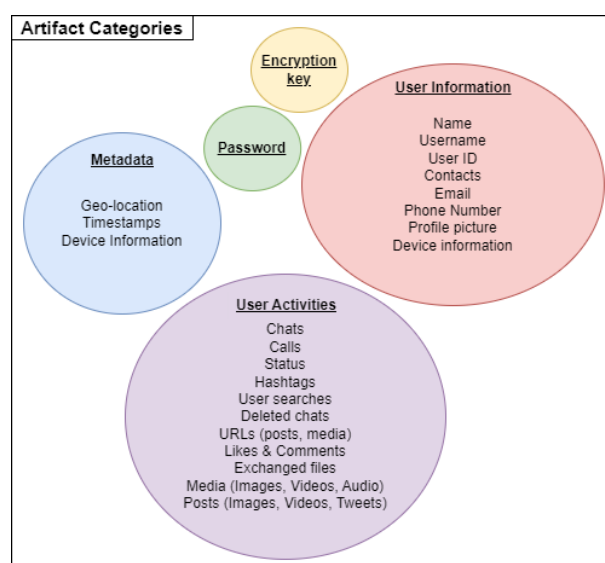 Artifact Categories
Encryption
key
User Information
Name
Username
User ID
Contacts
Email
Phone Number
Profile picture
Device information
Password
Metadata
Geo-location
Timestamps
Device Information
User Activities
Chats
Calls
Status
Hashtags
User searches
Deleted chats
URLs (posts, media)
Likes & Comments
Exchanged files
Media (Images, Videos, Audio)
Posts (Images, Videos, Tweets)